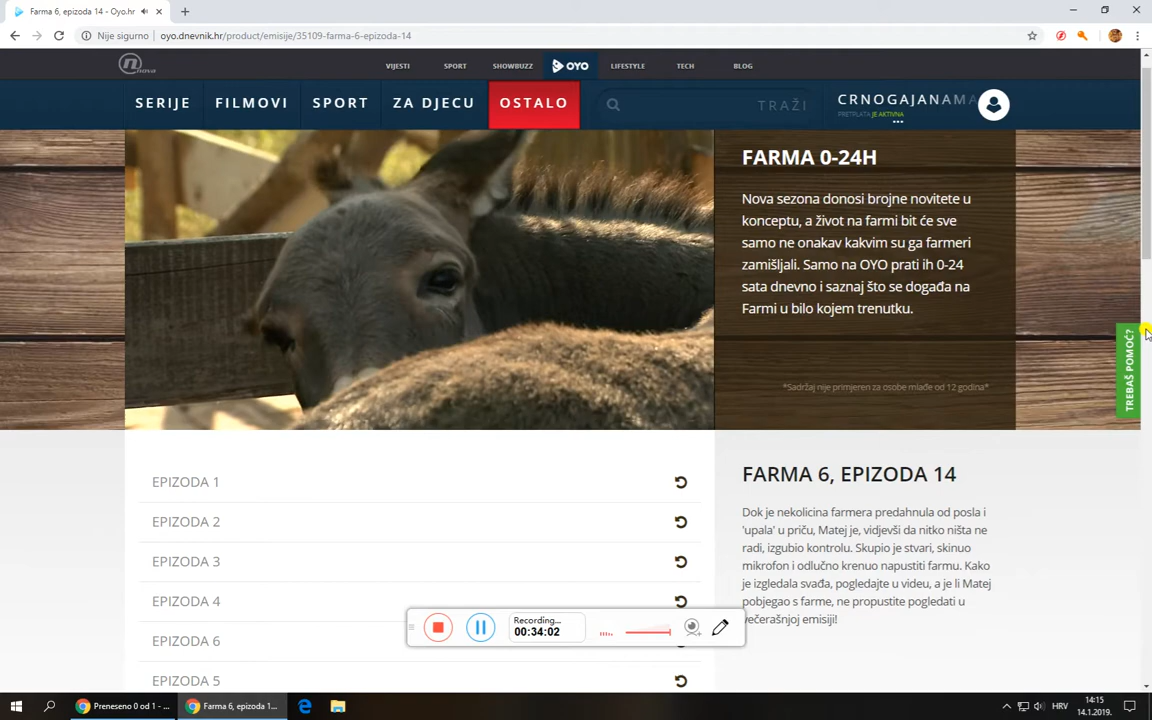 Farma 6, epizoda 14 - Oyo.hr
Nije sigurno
oyo.dnevnik.hr/product/emisije/35109-farma-6-epizoda-14
nova
VIJESTI
SPORT
SHOWBUZZ
OYO
LIFESTYLE
TECH
BLOG
SERIJE
FILMOVI
SPORT
ZA DJECU
OSTALO
TRAŽI
CRNOGAJANAMA
PRETPLATA JE AKTIVNA
FARMA 0-24H
Nova sezona donosi brojne novitete u
konceptu, a život na farmi bit će sve
samo ne onakav kakvim su ga farmeri
zamišljali. Samo na OYO prati ih 0-24
sata dnevno i saznaj što se događa na
Farmi u bilo kojem trenutku.
*Sadržaj nije primjeren za osobe mlađe od 12 godina*
TREBAŠ POMOĆ?
EPIZODA 1
EPIZODA 2
EPIZODA 3
EPIZODA 4
EPIZODA 6
EPIZODA 5
FARMA 6, EPIZODA 14
Dok je nekolicina farmera predahnula od posla i
'upala' u priču, Matej je, vidjevši da nitko ništa ne
radi, izgubio kontrolu. Skupio je stvari, skinuo
mikrofon i odlučno krenuo napustiti farmu. Kako
je izgledala svađa, pogledajte u videu, a je li Matej
pobjegao s farme, ne propustite pogledati u
večerašnjoj emisiji!
Recording...
00:34:02
Preneseno 0 od 1 - ...
Farma 6, epizoda 1...
HRV
14:15
14.1.2019.